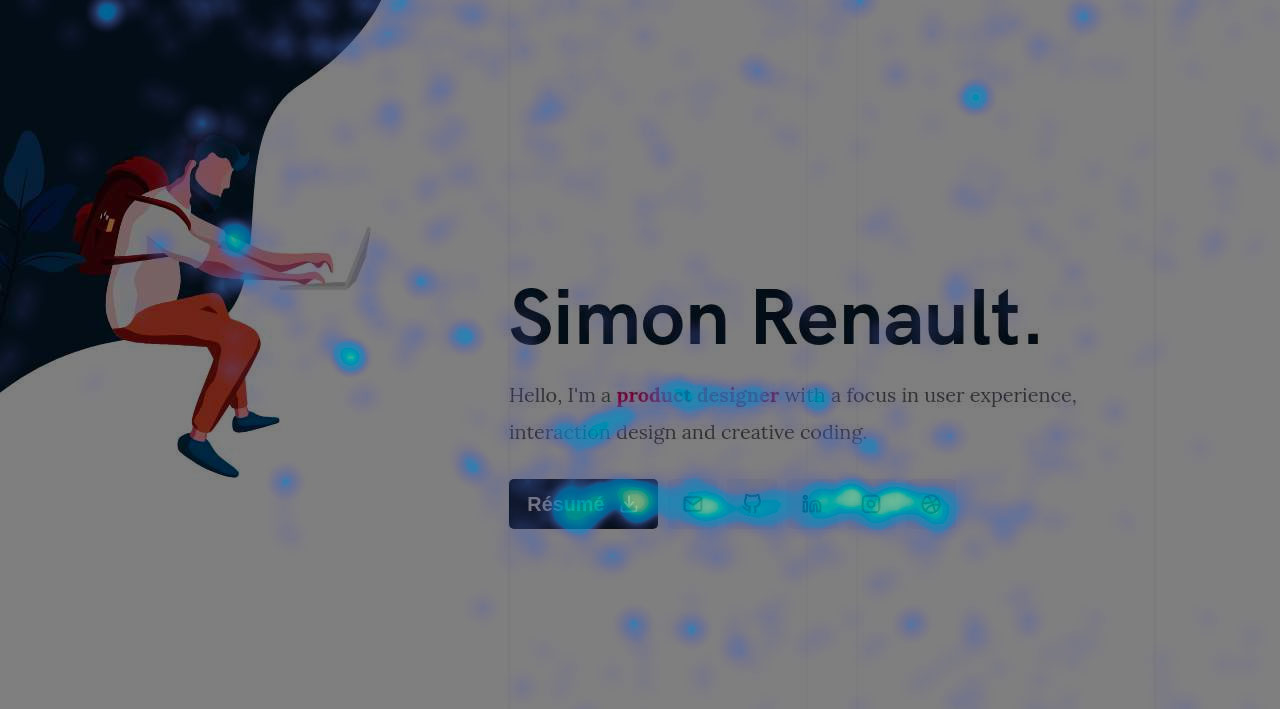 Simon Renault.
Hello, I'm a product designer with a focus in user experience,
interaction design and creative coding.
Résumé